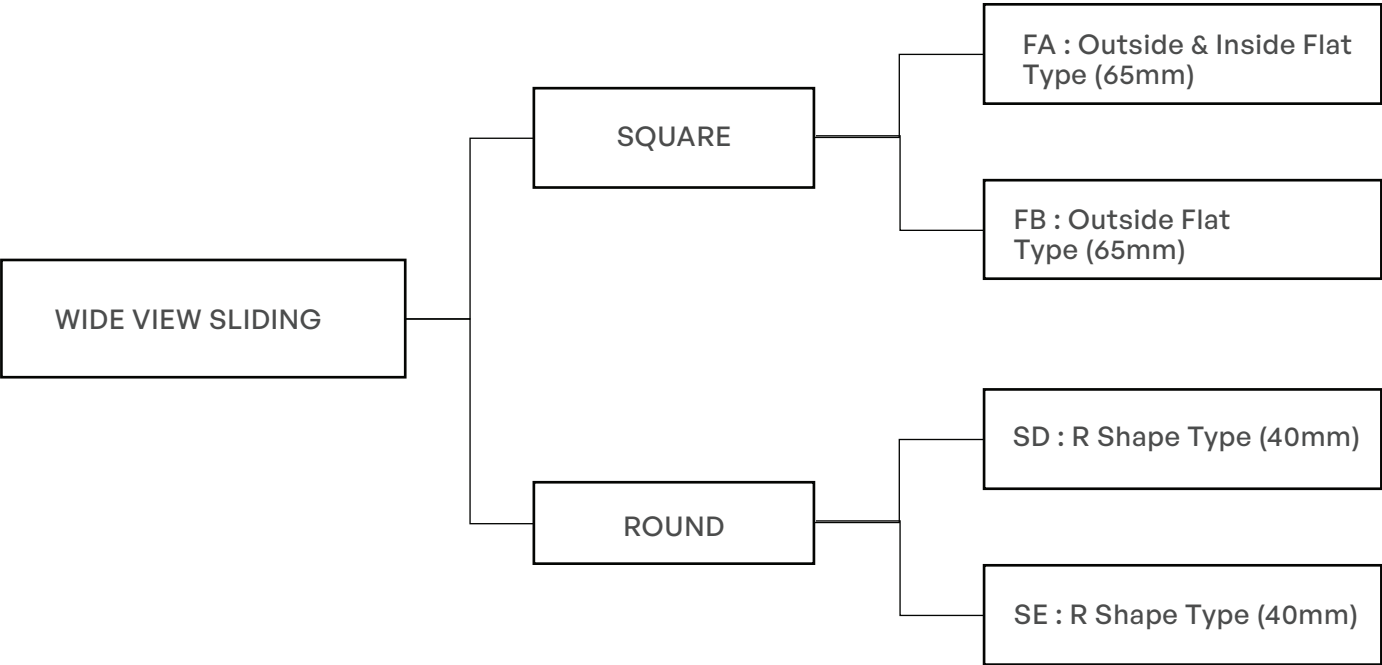 WIDE VIEW SLIDING
SQUARE
FA : Outside & Inside Flat
Type (65mm)
FB : Outside Flat
Type (65mm)
ROUND
SD : R Shape Type (40mm)
SE : R Shape Type (40mm)